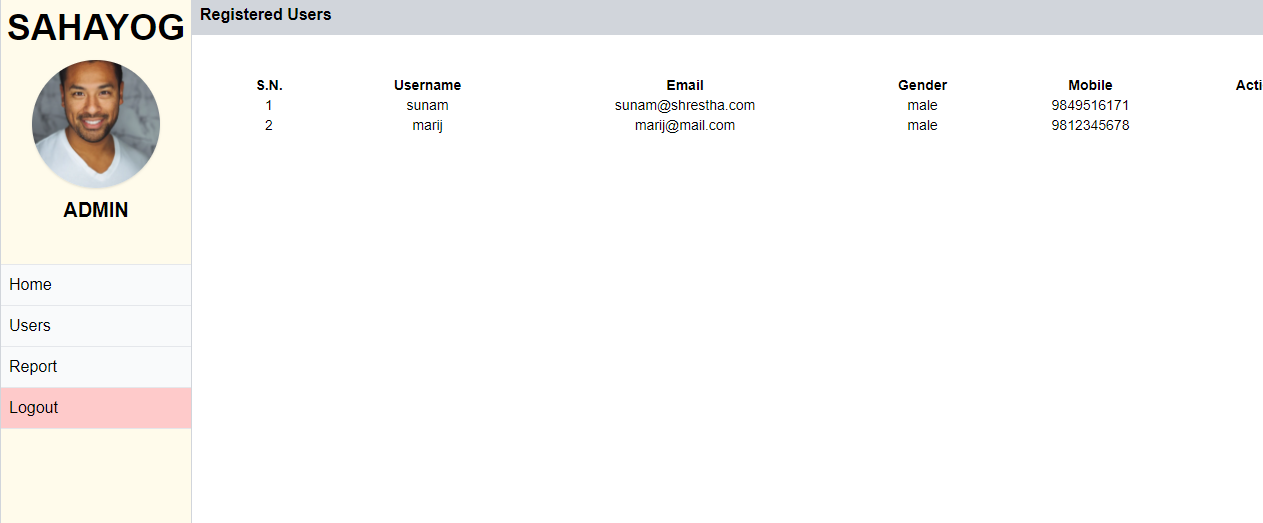 SAHAYOG
ADMIN
Home
Users
Report
Logout
Registered Users
S.N. Username Email Gender Mobile Acti
1 sunam sunam@shrestha.com male 9849516171
2 marij marij@mail.com male 9812345678